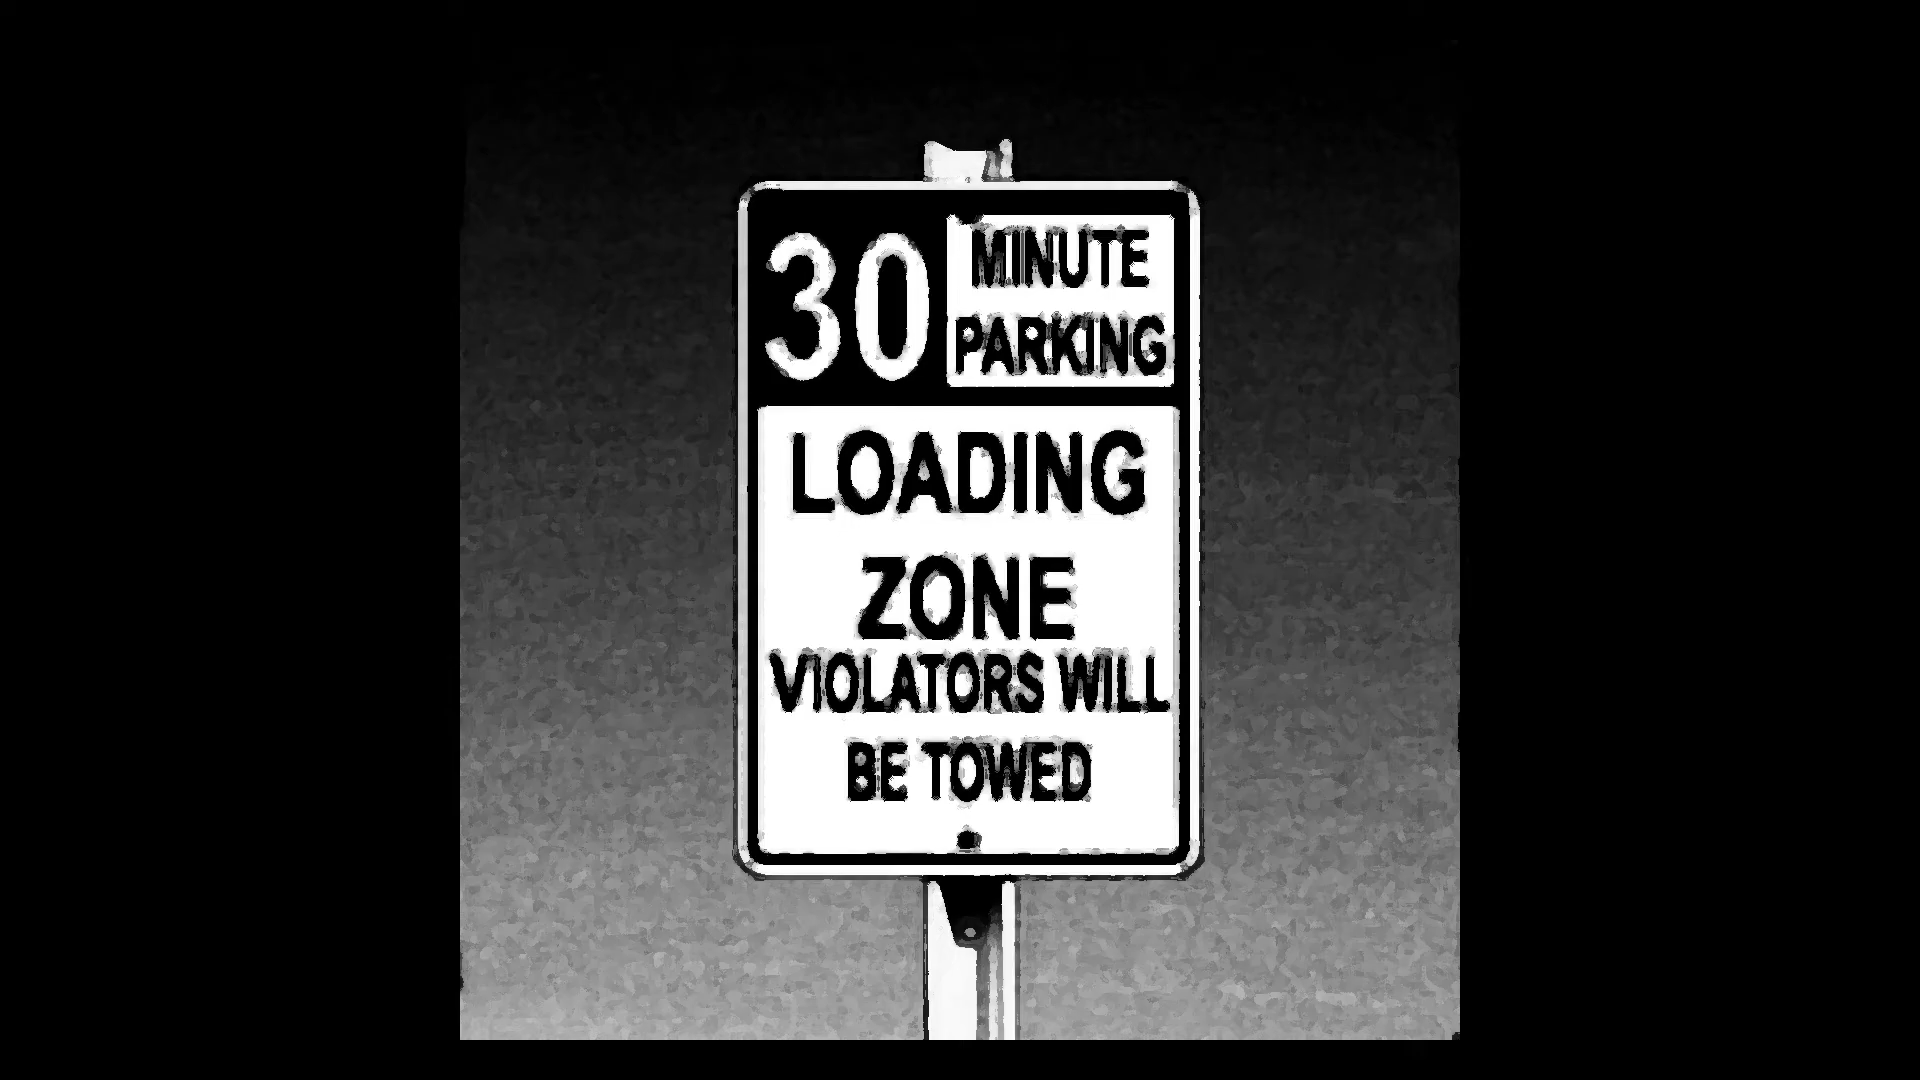 30 MINUTE
PARKING
LOADING
ZONE
VIOLATORS WILL
BE TOWED